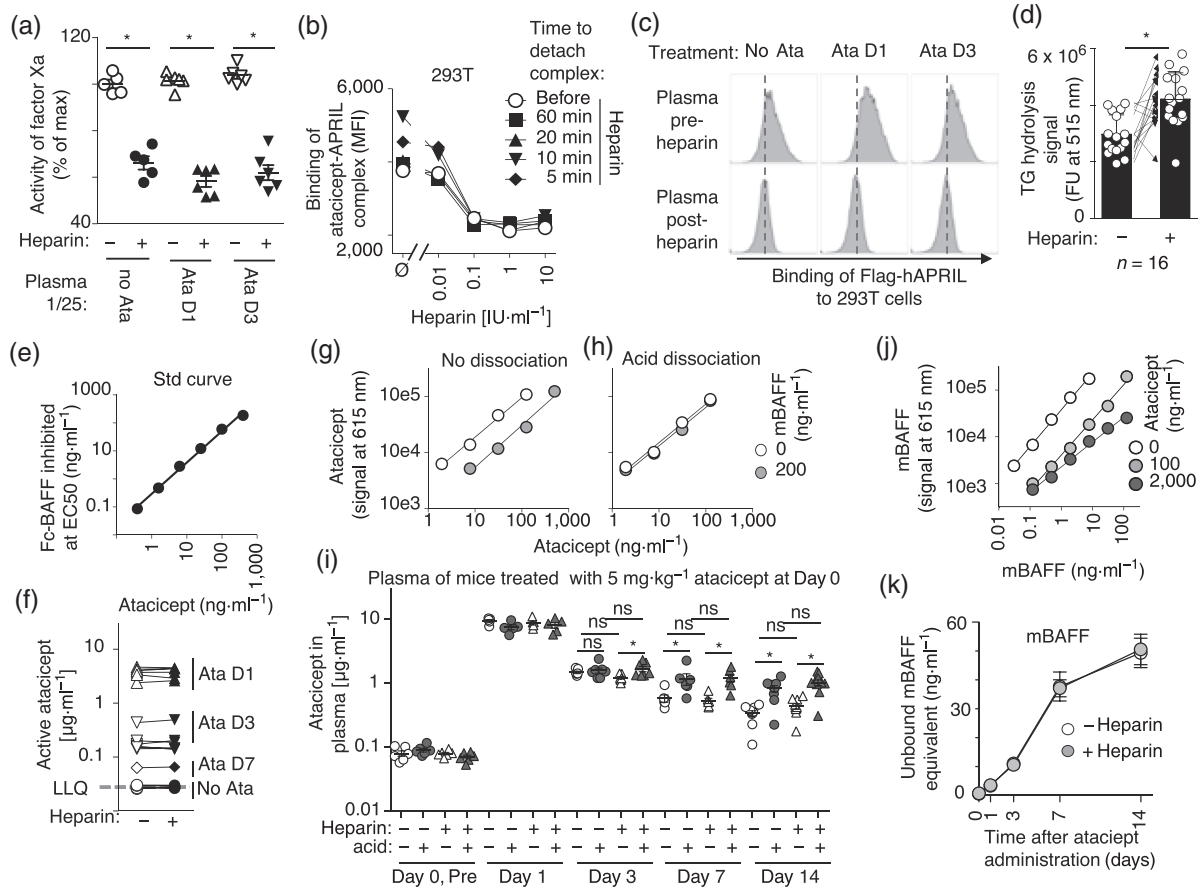 (a)
120
40
Activity of factor Xa
(% of max)
* * *
Heparin: – + – + – +
Plasma
1/25:
no Ata
Ata D1
Ata D3
(b)
293T
Time to
detach
complex:
Before
60 min
20 min
10 min
5 min
Heparin
6,000
2,000
Binding of
atacicept-APRIL
complex (MFI)
Ø 0.01 0.1 1 10
Heparin [IU·ml⁻¹]
(c)
Treatment: No Ata Ata D1 Ata D3
Plasma
pre-
heparin
Plasma
post-
heparin
Binding of Flag-hAPRIL
to 293T cells
(d)
6 x 10⁶
0
TG hydrolysis
signal
(FU at 515 nm)
*
Heparin: – +
n = 16
(e)
Std curve
1000
10
0.1
Fc-BAFF inhibited
at EC50 (ng·ml⁻¹)
1 10 100 1,000
Atacicept (ng·ml⁻¹)
(f)
10
1
0.1
Active atacicept
[µg·ml⁻¹]
Ata D1
Ata D3
Ata D7
No Ata
LLQ
Heparin: – +
(g)
No dissociation
10e5
10e4
10e3
Atacicept
(signal at 615 nm)
1 10 100 1,000
(h)
Acid dissociation
1 10 100 1,000
Atacicept (ng·ml⁻¹)
mBAFF
(ng·ml⁻¹)
0
200
(i)
Plasma of mice treated with 5 mg·kg⁻¹ atacicept at Day 0
10
1
0.1
0.01
Atacicept in
plasma [µg·ml⁻¹]
ns ns ns
ns ns ns
ns * * * * *
Heparin: – – + + – – + + – – + + – – + + – – + +
acid: – + – + – + – + – + – + – + – + – + – +
Day 0, Pre Day 1 Day 3 Day 7 Day 14
(j)
10e5
10e4
10e3
mBAFF
(signal at 615 nm)
Atacicept
(ng·ml⁻¹)
0
100
2,000
0.01 0.1 1 10 100
mBAFF (ng·ml⁻¹)
(k)
mBAFF
60
30
0
Unbound mBAFF
equivalent (ng·ml⁻¹)
– Heparin
+ Heparin
0 1 3 7 14
Time after ataciept
administration (days)